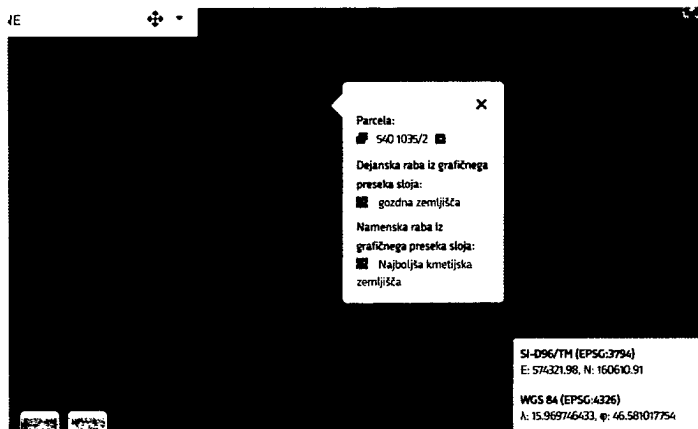 NE
Parcela:
540 1035/2
Dejanska raba iz grafičnega
preseka sloja:
gozdna zemljišča
Namenska raba iz
grafičnega preseka sloja:
Najboljša kmetijska
zemljišča
SI-D96/TM (EPSG:3794)
E: 574321.98, N: 160610.91
WGS 84 (EPSG:4326)
λ: 15.969746433, φ: 46.581017754